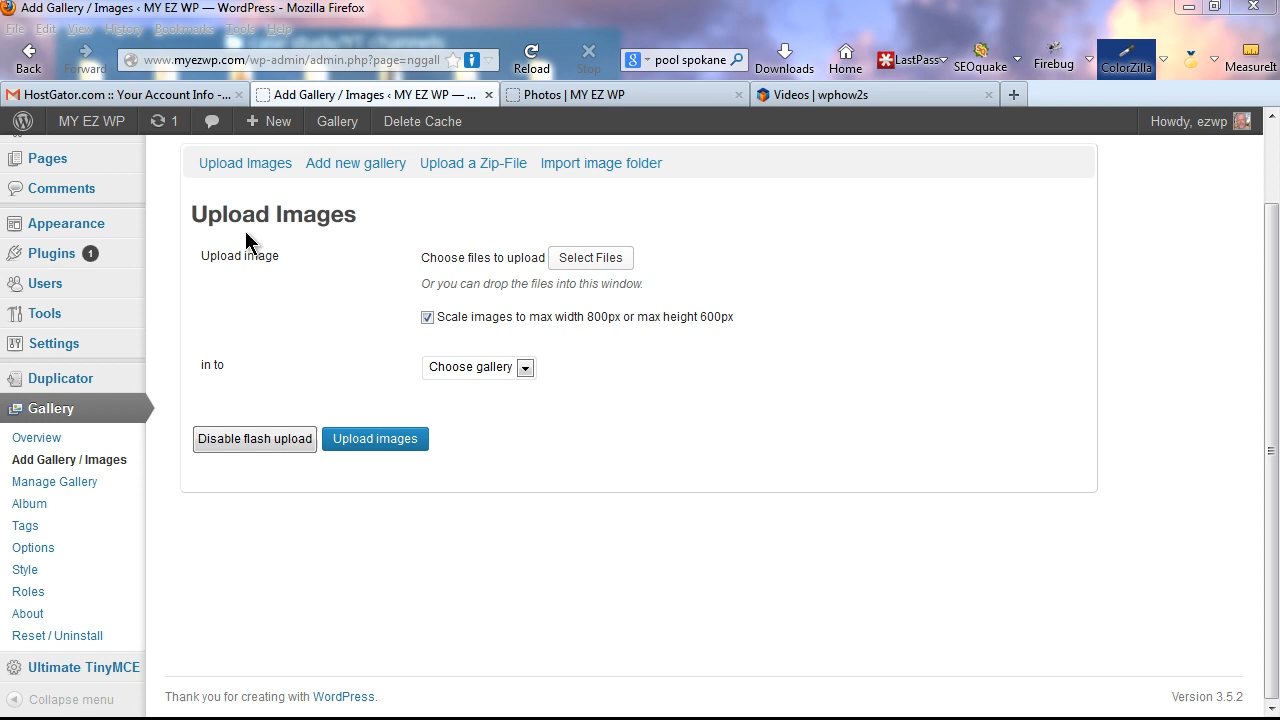 Add Gallery / Images ‹ MY EZ WP — WordPress - Mozilla Firefox
File Edit View History Bookmarks Tools Help
Back Forward www.myezwp.com/wp-admin/admin.php?page=nggall Reload Stop pool spokane Downloads Home LastPass SEOquake Firebug ColorZilla MeasureIt
HostGator.com :: Your Account Info -... Add Gallery / Images ‹ MY EZ WP — ... Photos | MY EZ WP Videos | wphow2s
MY EZ WP 1 + New Gallery Delete Cache Howdy, ezwp
Pages
Comments
Appearance
Plugins 1
Users
Tools
Settings
Duplicator
Gallery
Overview
Add Gallery / Images
Manage Gallery
Album
Tags
Options
Style
Roles
About
Reset / Uninstall
Ultimate TinyMCE
Collapse menu
Upload Images Add new gallery Upload a Zip-File Import image folder
Upload Images
Upload image Choose files to upload Select Files
Or you can drop the files into this window.
Scale images to max width 800px or max height 600px
in to Choose gallery
Disable flash upload Upload images
Thank you for creating with WordPress. Version 3.5.2